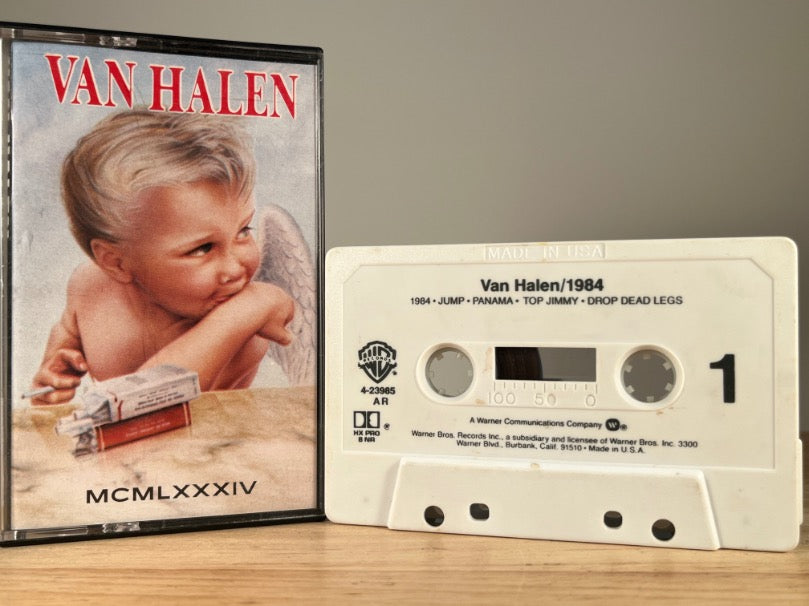 VAN HALEN
MCMLXXXIV
MADE IN USA
Van Halen/1984
1984 • JUMP • PANAMA • TOP JIMMY • DROP DEAD LEGS
RECORDS
4-23985
AR
HX PRO
B NR
100 50 0
1
A Warner Communications Company
Warner Bros. Records Inc., a subsidiary and licensee of Warner Bros. Inc. 3300
Warner Blvd., Burbank, Calif. 91510 • Made in U.S.A.